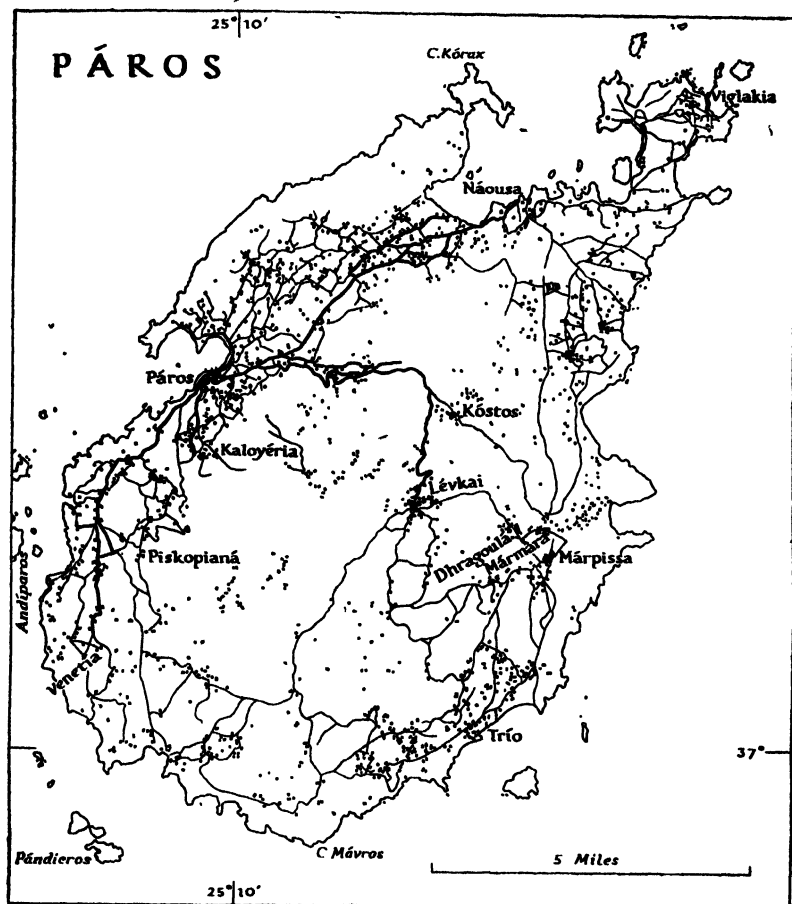 25° 10'
PÁROS
C. Kórax
Viglakia
Náousa
Páros
Kóstos
Kaloyéria
Lévkai
Dhragoulá
Mármara
Márpissa
Piskopianá
Andíparos
Venetia
Trío
37°
Pándieros
C Mávros
5 Miles
25° 10'